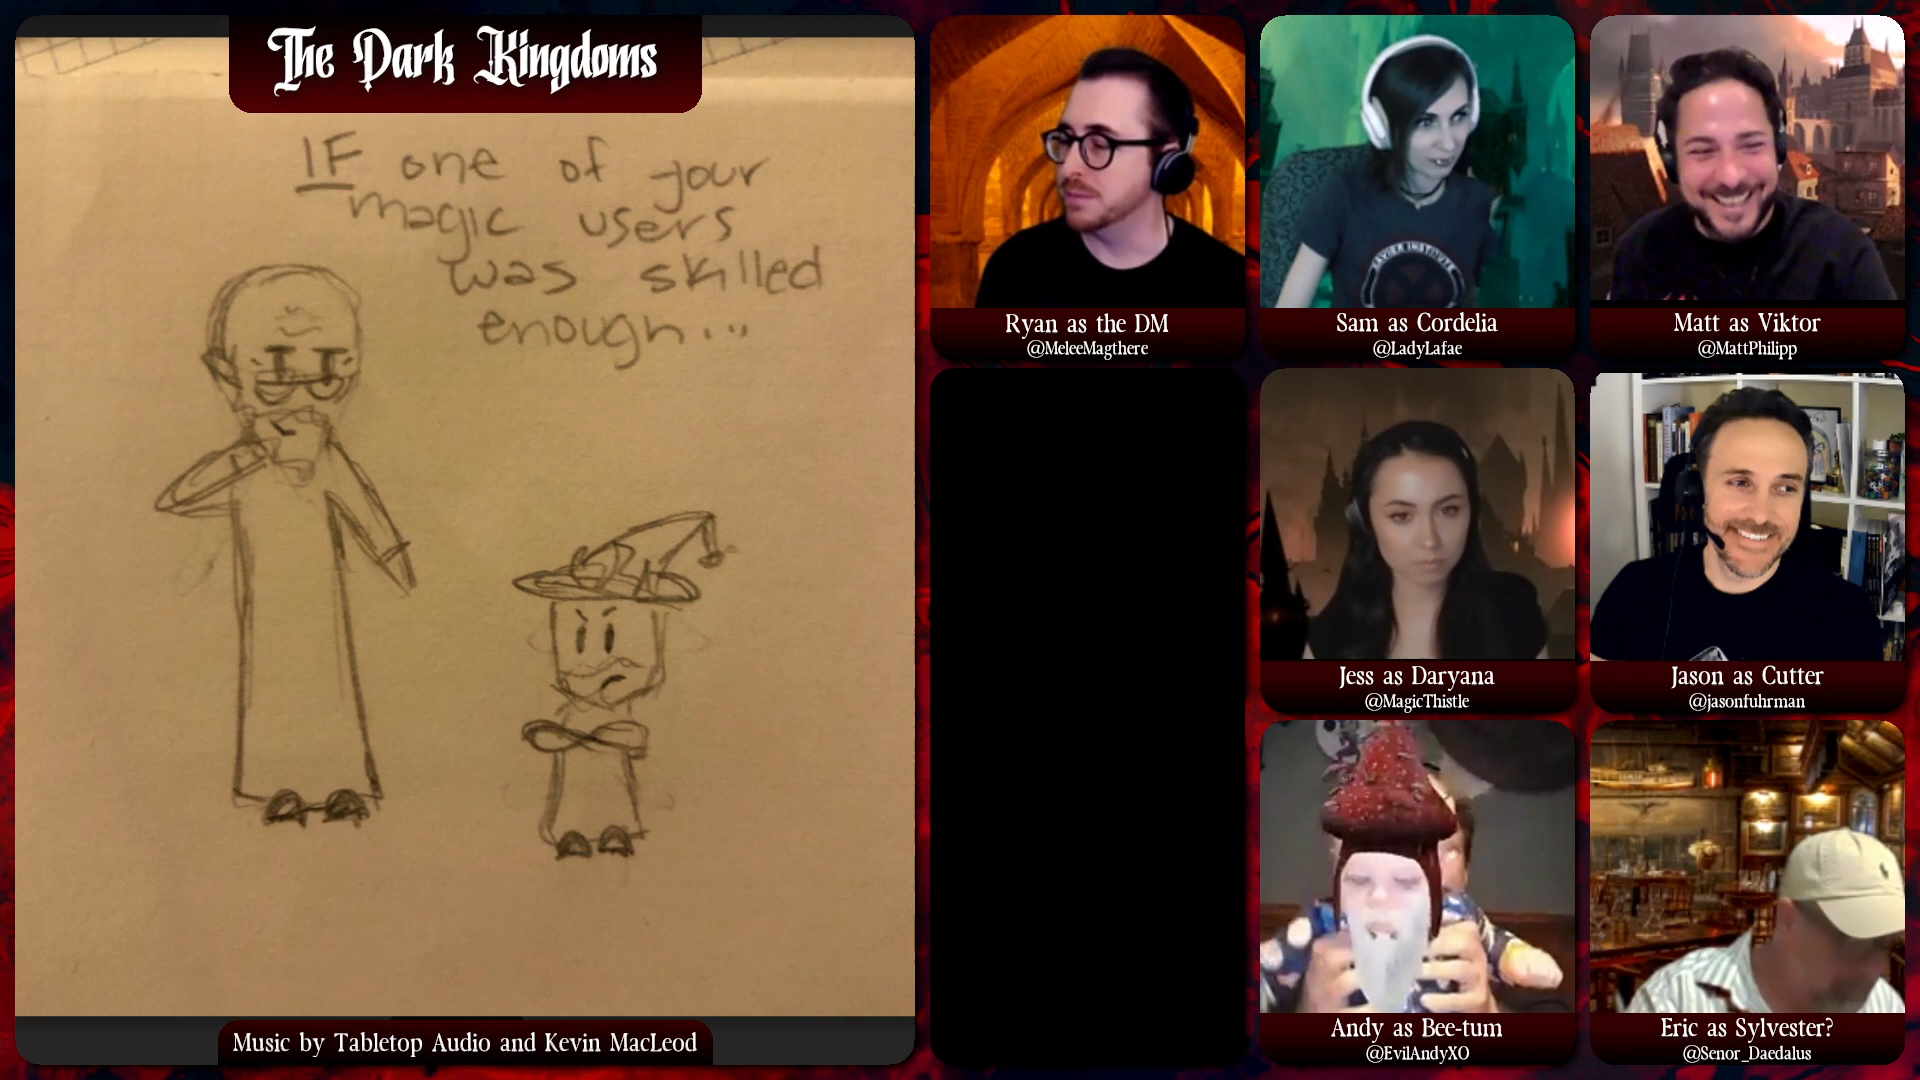 The Dark Kingdoms
IF one of your
magic users
was skilled
enough...
Music by Tabletop Audio and Kevin MacLeod
Ryan as the DM
@MeleeMagthere
Sam as Cordelia
@LadyLafae
XAVIER INSTITUTE
Matt as Viktor
@MattPhilipp
Jess as Daryana
@MagicThistle
Jason as Cutter
@jasonfuhrman
Andy as Bee-tum
@EvilAndyXO
Eric as Sylvester?
@Senor_Daedalus